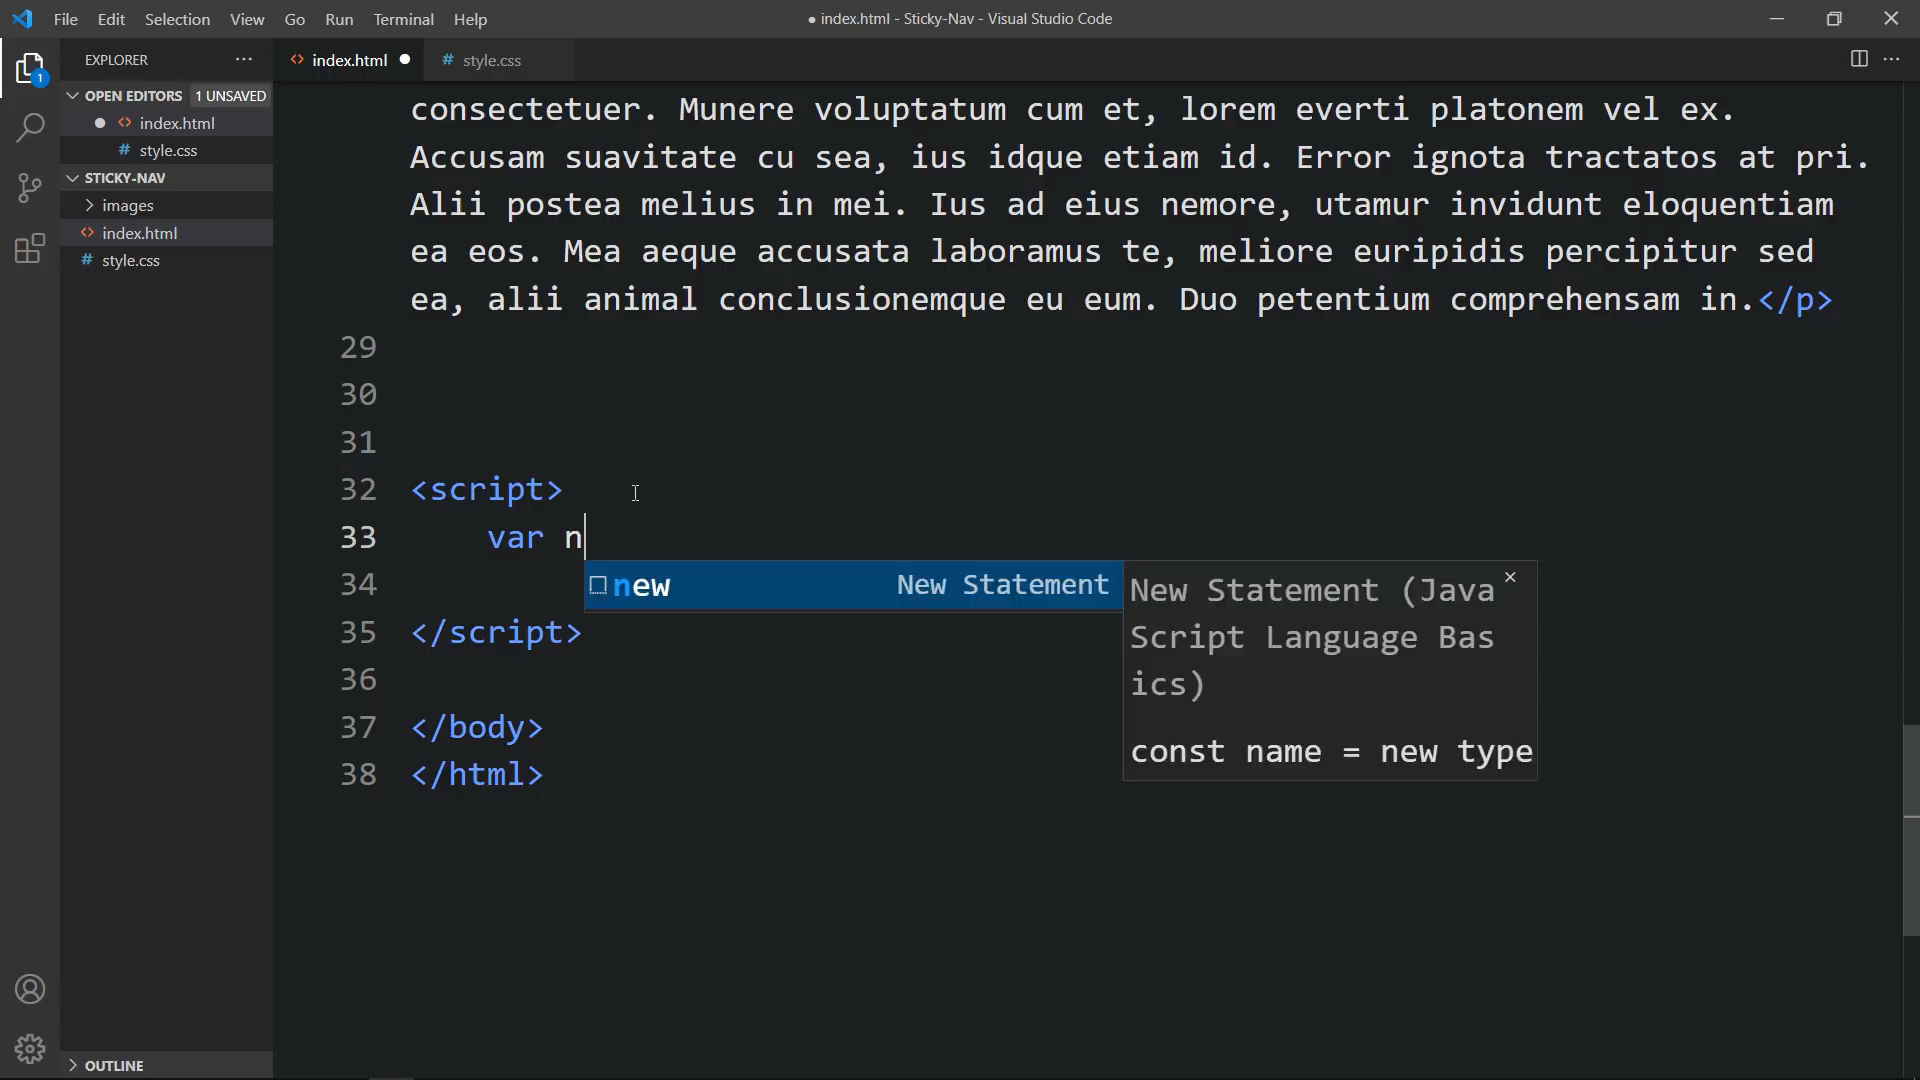 File Edit Selection View Go Run Terminal Help
● index.html - Sticky-Nav - Visual Studio Code
1
EXPLORER
index.html
# style.css
OPEN EDITORS 1 UNSAVED
index.html
# style.css
STICKY-NAV
images
index.html
# style.css
OUTLINE
consectetuer. Munere voluptatum cum et, lorem everti platonem vel ex.
Accusam suavitate cu sea, ius idque etiam id. Error ignota tractatos at pri.
Alii postea melius in mei. Ius ad eius nemore, utamur invidunt eloquentiam
ea eos. Mea aeque accusata laboramus te, meliore euripidis percipitur sed
ea, alii animal conclusionemque eu eum. Duo petentium comprehensam in.</p>
29
30
31
32 <script>
33 var n
34
35 </script>
36
37 </body>
38 </html>
new New Statement
New Statement (Java
Script Language Bas
ics)
const name = new type